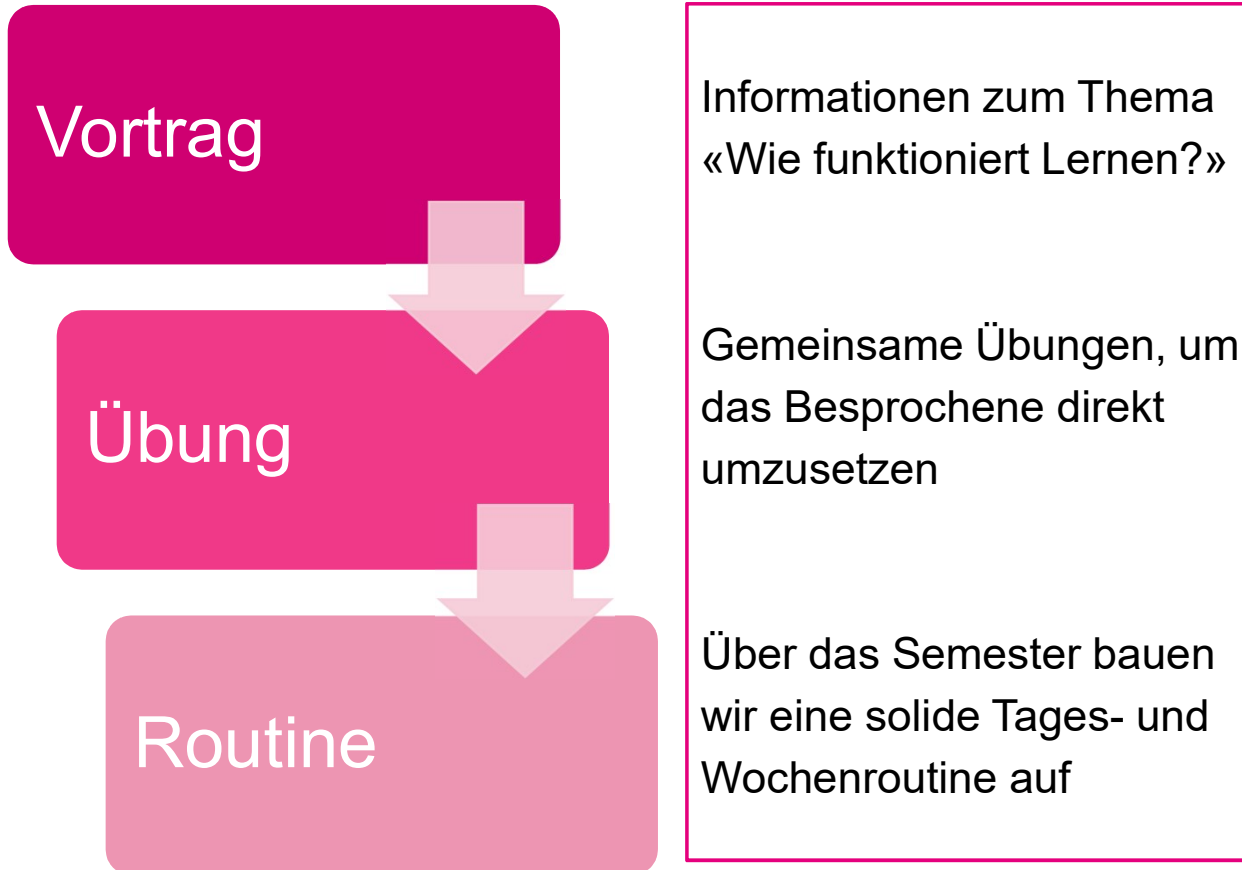 Vortrag
Informationen zum Thema
«Wie funktioniert Lernen?»
Übung
Gemeinsame Übungen, um
das Besprochene direkt
umzusetzen
Routine
Über das Semester bauen
wir eine solide Tages- und
Wochenroutine auf